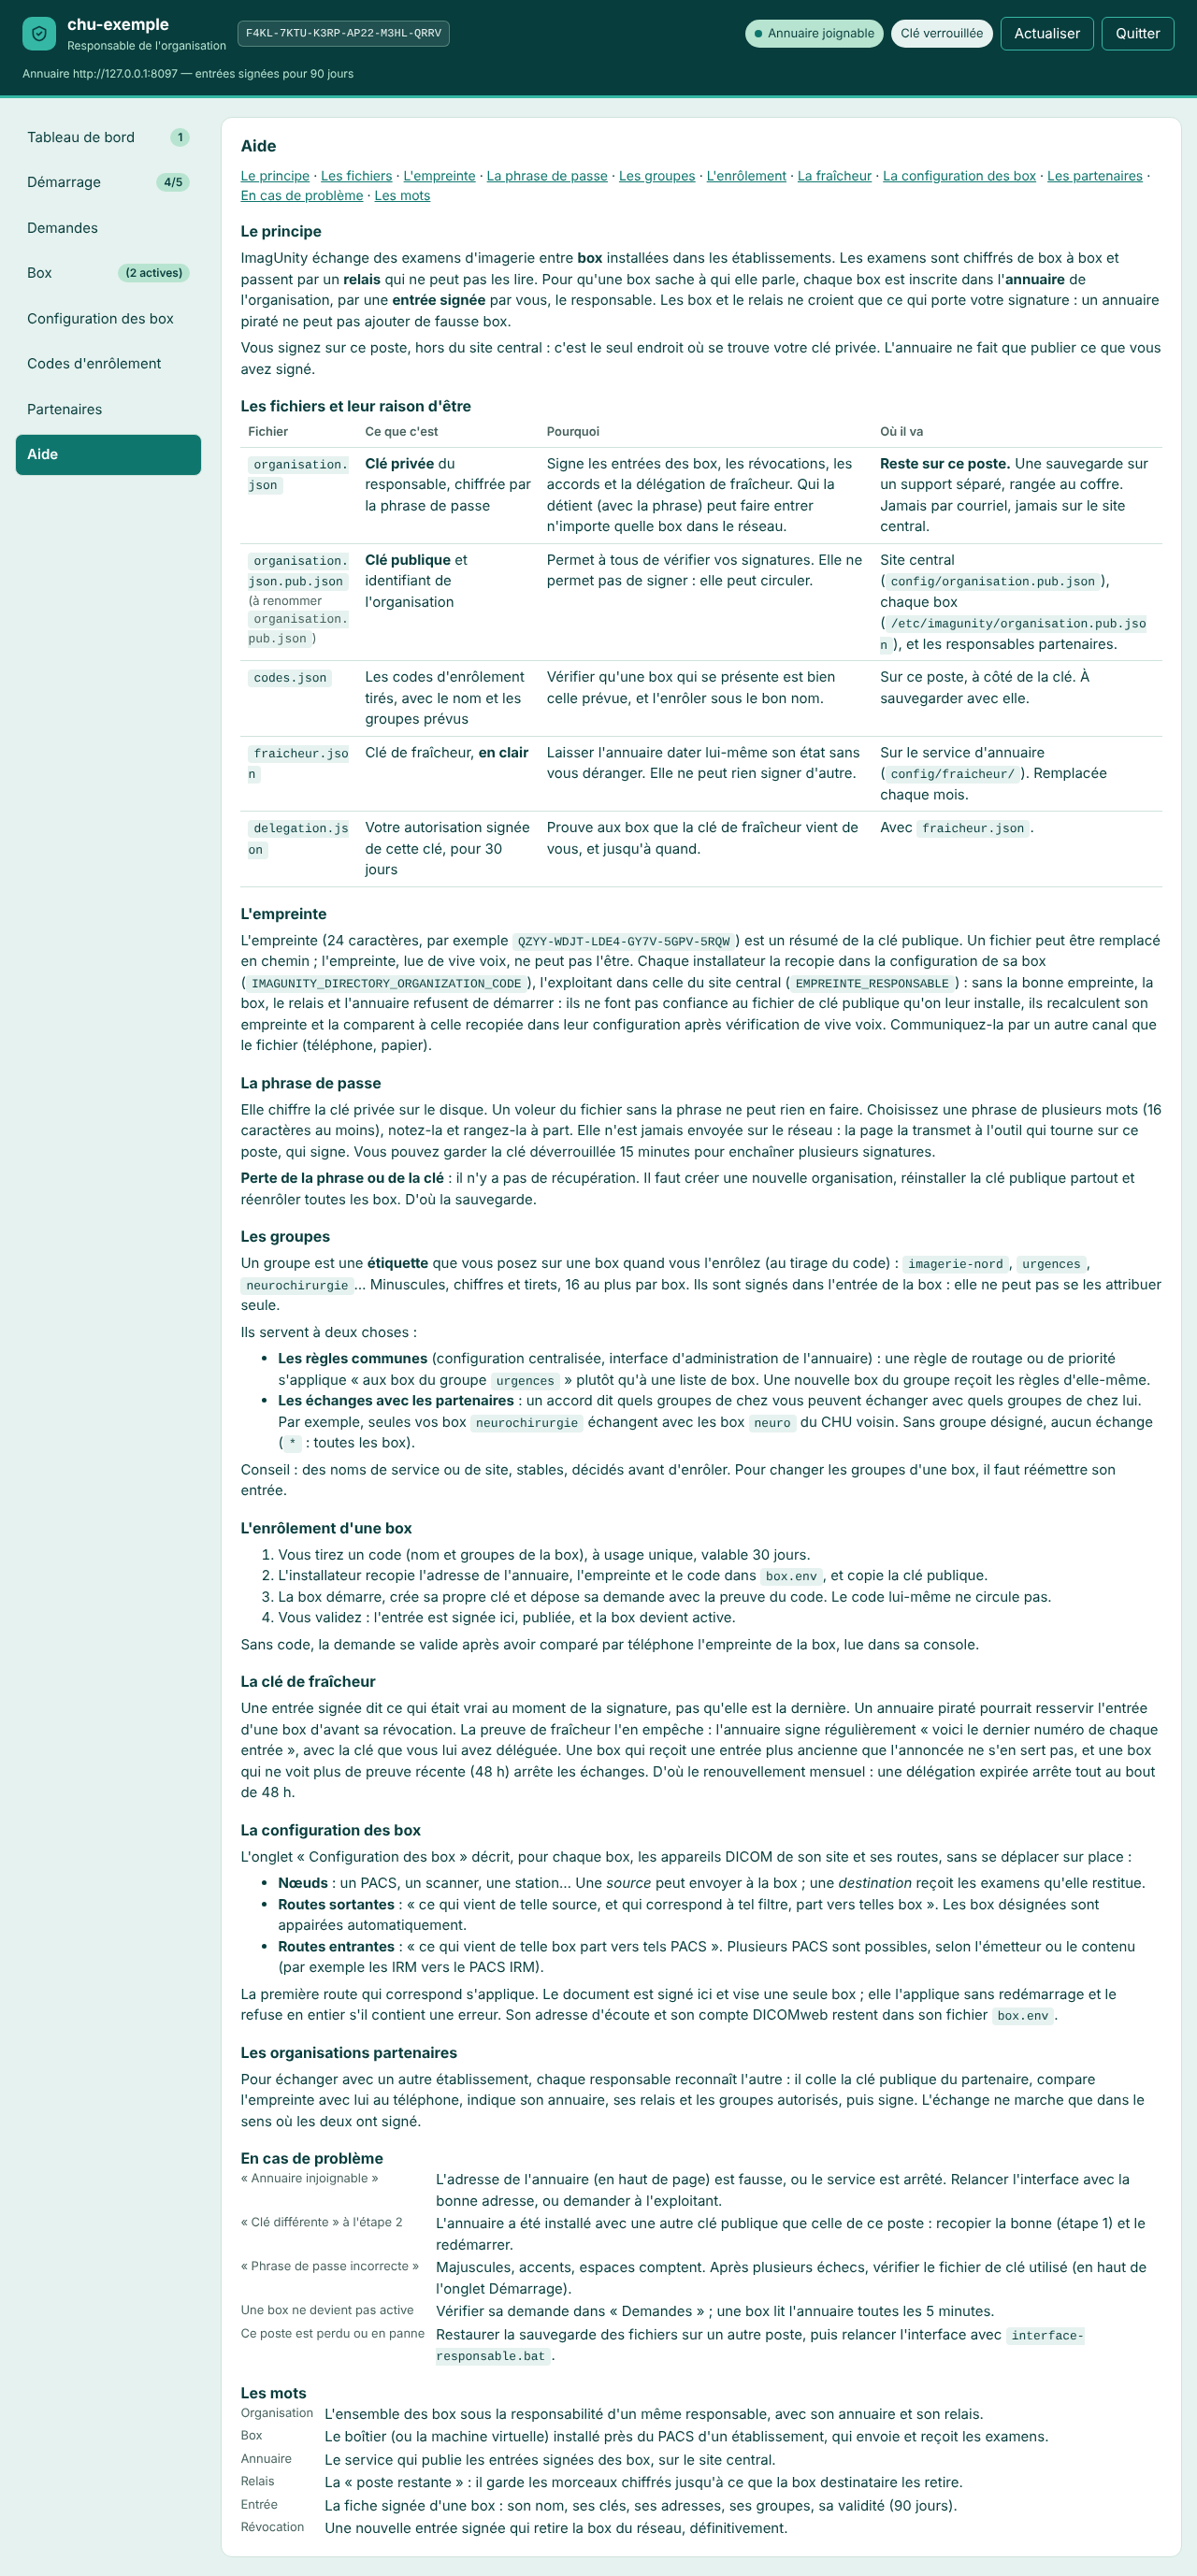 chu-exemple
Responsable de l'organisation
F4KL-7KTU-K3RP-AP22-M3HL-QRRV
Annuaire joignable
Clé verrouillée
Actualiser
Quitter
Annuaire http://127.0.0.1:8097 — entrées signées pour 90 jours
Tableau de bord 1
Démarrage 4/5
Demandes
Box (2 actives)
Configuration des box
Codes d'enrôlement
Partenaires
Aide
Aide
Le principe · Les fichiers · L'empreinte · La phrase de passe · Les groupes · L'enrôlement · La fraîcheur · La configuration des box · Les partenaires ·
En cas de problème · Les mots
Le principe
ImagUnity échange des examens d'imagerie entre box installées dans les établissements. Les examens sont chiffrés de box à box et
passent par un relais qui ne peut pas les lire. Pour qu'une box sache à qui elle parle, chaque box est inscrite dans l'annuaire de
l'organisation, par une entrée signée par vous, le responsable. Les box et le relais ne croient que ce qui porte votre signature : un annuaire
piraté ne peut pas ajouter de fausse box.
Vous signez sur ce poste, hors du site central : c'est le seul endroit où se trouve votre clé privée. L'annuaire ne fait que publier ce que vous
avez signé.
Les fichiers et leur raison d'être
Fichier
Ce que c'est
Pourquoi
Où il va
organisation.
json
Clé privée du
responsable, chiffrée par
la phrase de passe
Signe les entrées des box, les révocations, les
accords et la délégation de fraîcheur. Qui la
détient (avec la phrase) peut faire entrer
n'importe quelle box dans le réseau.
Reste sur ce poste. Une sauvegarde sur
un support séparé, rangée au coffre.
Jamais par courriel, jamais sur le site
central.
organisation.
json.pub.json
(à renommer
organisation.
pub.json)
Clé publique et
identifiant de
l'organisation
Permet à tous de vérifier vos signatures. Elle ne
permet pas de signer : elle peut circuler.
Site central
(config/organisation.pub.json),
chaque box
(/etc/imagunity/organisation.pub.jso
n), et les responsables partenaires.
codes.json
Les codes d'enrôlement
tirés, avec le nom et les
groupes prévus
Vérifier qu'une box qui se présente est bien
celle prévue, et l'enrôler sous le bon nom.
Sur ce poste, à côté de la clé. À
sauvegarder avec elle.
fraicheur.jso
n
Clé de fraîcheur, en clair
Laisser l'annuaire dater lui-même son état sans
vous déranger. Elle ne peut rien signer d'autre.
Sur le service d'annuaire
(config/fraicheur/). Remplacée
chaque mois.
delegation.js
on
Votre autorisation signée
de cette clé, pour 30
jours
Prouve aux box que la clé de fraîcheur vient de
vous, et jusqu'à quand.
Avec fraicheur.json.
L'empreinte
L'empreinte (24 caractères, par exemple QZYY-WDJT-LDE4-GY7V-5GPV-5RQW) est un résumé de la clé publique. Un fichier peut être remplacé
en chemin ; l'empreinte, lue de vive voix, ne peut pas l'être. Chaque installateur la recopie dans la configuration de sa box
(IMAGUNITY_DIRECTORY_ORGANIZATION_CODE), l'exploitant dans celle du site central (EMPREINTE_RESPONSABLE) : sans la bonne empreinte, la
box, le relais et l'annuaire refusent de démarrer : ils ne font pas confiance au fichier de clé publique qu'on leur installe, ils recalculent son
empreinte et la comparent à celle recopiée dans leur configuration après vérification de vive voix. Communiquez-la par un autre canal que
le fichier (téléphone, papier).
La phrase de passe
Elle chiffre la clé privée sur le disque. Un voleur du fichier sans la phrase ne peut rien en faire. Choisissez une phrase de plusieurs mots (16
caractères au moins), notez-la et rangez-la à part. Elle n'est jamais envoyée sur le réseau : la page la transmet à l'outil qui tourne sur ce
poste, qui signe. Vous pouvez garder la clé déverrouillée 15 minutes pour enchaîner plusieurs signatures.
Perte de la phrase ou de la clé : il n'y a pas de récupération. Il faut créer une nouvelle organisation, réinstaller la clé publique partout et
réenrôler toutes les box. D'où la sauvegarde.
Les groupes
Un groupe est une étiquette que vous posez sur une box quand vous l'enrôlez (au tirage du code) : imagerie-nord, urgences,
neurochirurgie… Minuscules, chiffres et tirets, 16 au plus par box. Ils sont signés dans l'entrée de la box : elle ne peut pas se les attribuer
seule.
Ils servent à deux choses :
• Les règles communes (configuration centralisée, interface d'administration de l'annuaire) : une règle de routage ou de priorité
s'applique « aux box du groupe urgences » plutôt qu'à une liste de box. Une nouvelle box du groupe reçoit les règles d'elle-même.
• Les échanges avec les partenaires : un accord dit quels groupes de chez vous peuvent échanger avec quels groupes de chez lui.
Par exemple, seules vos box neurochirurgie échangent avec les box neuro du CHU voisin. Sans groupe désigné, aucun échange
(* : toutes les box).
Conseil : des noms de service ou de site, stables, décidés avant d'enrôler. Pour changer les groupes d'une box, il faut réémettre son
entrée.
L'enrôlement d'une box
1. Vous tirez un code (nom et groupes de la box), à usage unique, valable 30 jours.
2. L'installateur recopie l'adresse de l'annuaire, l'empreinte et le code dans box.env, et copie la clé publique.
3. La box démarre, crée sa propre clé et dépose sa demande avec la preuve du code. Le code lui-même ne circule pas.
4. Vous validez : l'entrée est signée ici, publiée, et la box devient active.
Sans code, la demande se valide après avoir comparé par téléphone l'empreinte de la box, lue dans sa console.
La clé de fraîcheur
Une entrée signée dit ce qui était vrai au moment de la signature, pas qu'elle est la dernière. Un annuaire piraté pourrait resservir l'entrée
d'une box d'avant sa révocation. La preuve de fraîcheur l'en empêche : l'annuaire signe régulièrement « voici le dernier numéro de chaque
entrée », avec la clé que vous lui avez déléguée. Une box qui reçoit une entrée plus ancienne que l'annoncée ne s'en sert pas, et une box
qui ne voit plus de preuve récente (48 h) arrête les échanges. D'où le renouvellement mensuel : une délégation expirée arrête tout au bout
de 48 h.
La configuration des box
L'onglet « Configuration des box » décrit, pour chaque box, les appareils DICOM de son site et ses routes, sans se déplacer sur place :
• Nœuds : un PACS, un scanner, une station… Une source peut envoyer à la box ; une destination reçoit les examens qu'elle restitue.
• Routes sortantes : « ce qui vient de telle source, et qui correspond à tel filtre, part vers telles box ». Les box désignées sont
appairées automatiquement.
• Routes entrantes : « ce qui vient de telle box part vers tels PACS ». Plusieurs PACS sont possibles, selon l'émetteur ou le contenu
(par exemple les IRM vers le PACS IRM).
La première route qui correspond s'applique. Le document est signé ici et vise une seule box ; elle l'applique sans redémarrage et le
refuse en entier s'il contient une erreur. Son adresse d'écoute et son compte DICOMweb restent dans son fichier box.env.
Les organisations partenaires
Pour échanger avec un autre établissement, chaque responsable reconnaît l'autre : il colle la clé publique du partenaire, compare
l'empreinte avec lui au téléphone, indique son annuaire, ses relais et les groupes autorisés, puis signe. L'échange ne marche que dans le
sens où les deux ont signé.
En cas de problème
« Annuaire injoignable »
L'adresse de l'annuaire (en haut de page) est fausse, ou le service est arrêté. Relancer l'interface avec la
bonne adresse, ou demander à l'exploitant.
« Clé différente » à l'étape 2
L'annuaire a été installé avec une autre clé publique que celle de ce poste : recopier la bonne (étape 1) et le
redémarrer.
« Phrase de passe incorrecte »
Majuscules, accents, espaces comptent. Après plusieurs échecs, vérifier le fichier de clé utilisé (en haut de
l'onglet Démarrage).
Une box ne devient pas active
Vérifier sa demande dans « Demandes » ; une box lit l'annuaire toutes les 5 minutes.
Ce poste est perdu ou en panne
Restaurer la sauvegarde des fichiers sur un autre poste, puis relancer l'interface avec interface-
responsable.bat.
Les mots
Organisation
L'ensemble des box sous la responsabilité d'un même responsable, avec son annuaire et son relais.
Box
Le boîtier (ou la machine virtuelle) installé près du PACS d'un établissement, qui envoie et reçoit les examens.
Annuaire
Le service qui publie les entrées signées des box, sur le site central.
Relais
La « poste restante » : il garde les morceaux chiffrés jusqu'à ce que la box destinataire les retire.
Entrée
La fiche signée d'une box : son nom, ses clés, ses adresses, ses groupes, sa validité (90 jours).
Révocation
Une nouvelle entrée signée qui retire la box du réseau, définitivement.